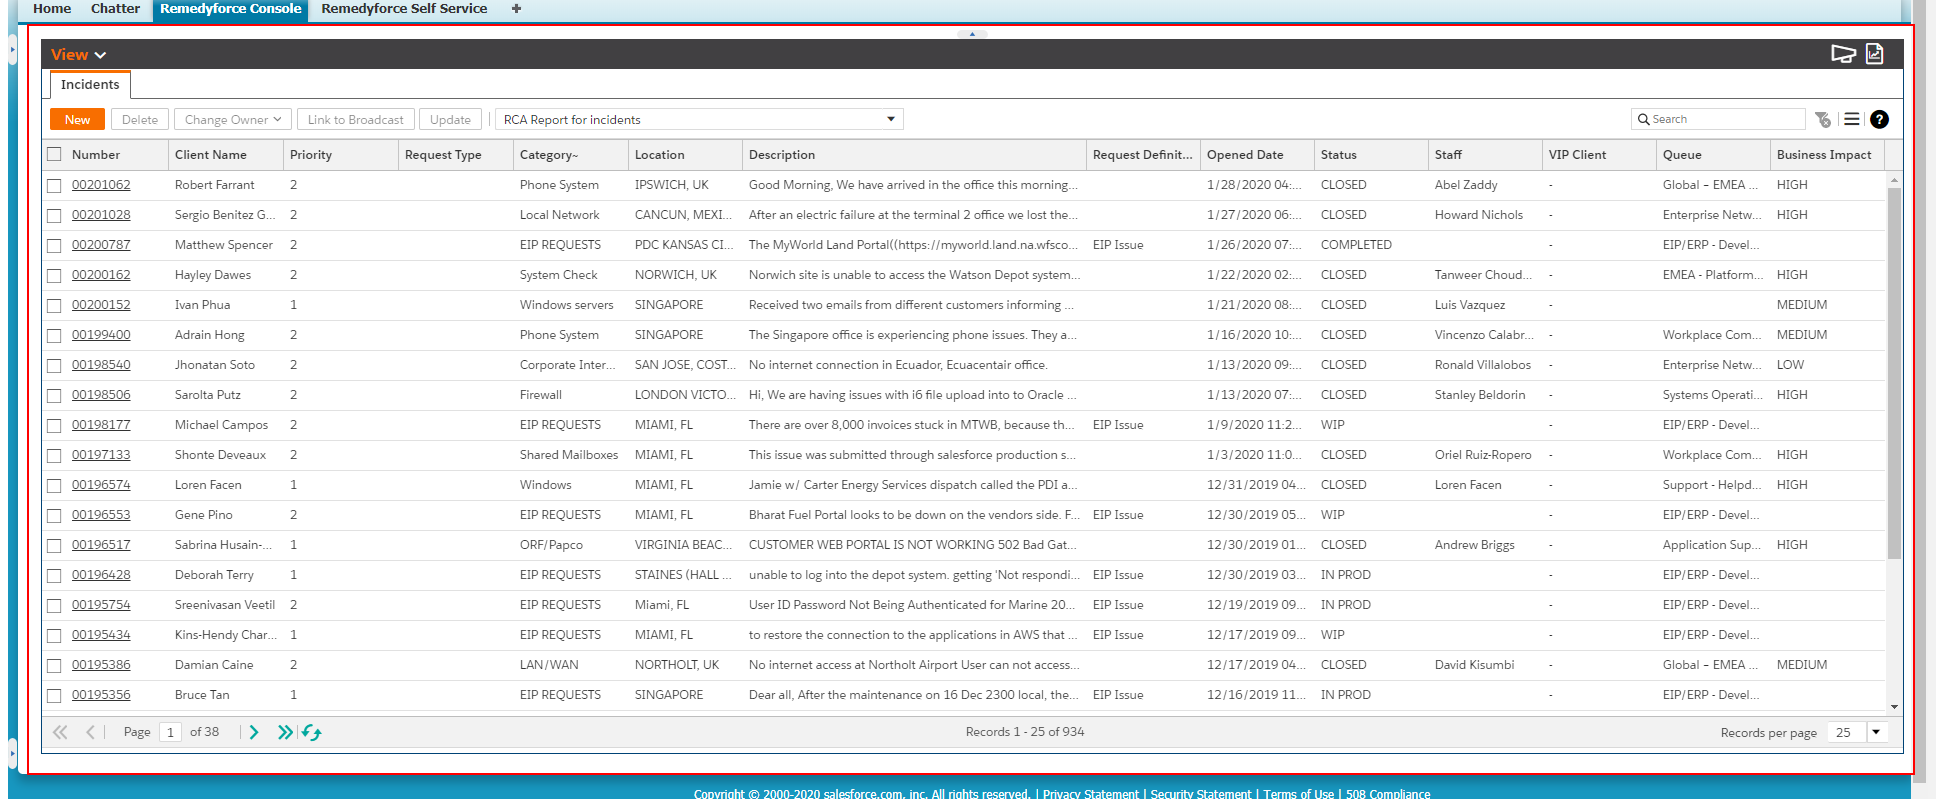 Home Chatter Remedyforce Console Remedyforce Self Service +
View
Incidents
New Delete Change Owner Link to Broadcast Update RCA Report for incidents Search ?
Number Client Name Priority Request Type Category~ Location Description Request Definit... Opened Date Status Staff VIP Client Queue Business Impact
00201062 Robert Farrant 2 Phone System IPSWICH, UK Good Morning, We have arrived in the office this morning... 1/28/2020 04:... CLOSED Abel Zaddy - Global – EMEA ... HIGH
00201028 Sergio Benitez G... 2 Local Network CANCUN, MEXI... After an electric failure at the terminal 2 office we lost the... 1/27/2020 06:... CLOSED Howard Nichols - Enterprise Netw... HIGH
00200787 Matthew Spencer 2 EIP REQUESTS PDC KANSAS CI... The MyWorld Land Portal((https://myworld.land.na.wfsco... EIP Issue 1/26/2020 07:... COMPLETED - EIP/ERP - Devel...
00200162 Hayley Dawes 2 System Check NORWICH, UK Norwich site is unable to access the Watson Depot system... 1/22/2020 02:... CLOSED Tanweer Choud... - EMEA - Platform... HIGH
00200152 Ivan Phua 1 Windows servers SINGAPORE Received two emails from different customers informing ... 1/21/2020 08:... CLOSED Luis Vazquez - MEDIUM
00199400 Adrain Hong 2 Phone System SINGAPORE The Singapore office is experiencing phone issues. They a... 1/16/2020 10:... CLOSED Vincenzo Calabr... - Workplace Com... MEDIUM
00198540 Jhonatan Soto 2 Corporate Inter... SAN JOSE, COST... No internet connection in Ecuador, Ecuacentair office. 1/13/2020 09:... CLOSED Ronald Villalobos - Enterprise Netw... LOW
00198506 Sarolta Putz 2 Firewall LONDON VICTO... Hi, We are having issues with i6 file upload into to Oracle ... 1/13/2020 07:... CLOSED Stanley Beldorin - Systems Operati... HIGH
00198177 Michael Campos 2 EIP REQUESTS MIAMI, FL There are over 8,000 invoices stuck in MTWB, because th... EIP Issue 1/9/2020 11:2... WIP - EIP/ERP - Devel...
00197133 Shonte Deveaux 2 Shared Mailboxes MIAMI, FL This issue was submitted through salesforce production s... 1/3/2020 11:0... CLOSED Oriel Ruiz-Ropero - Workplace Com... HIGH
00196574 Loren Facen 1 Windows MIAMI, FL Jamie w/ Carter Energy Services dispatch called the PDI a... 12/31/2019 04... CLOSED Loren Facen - Support - Helpd... HIGH
00196553 Gene Pino 2 EIP REQUESTS MIAMI, FL Bharat Fuel Portal looks to be down on the vendors side. F... EIP Issue 12/30/2019 05... WIP - EIP/ERP - Devel...
00196517 Sabrina Husain-... 1 ORF/Papco VIRGINIA BEAC... CUSTOMER WEB PORTAL IS NOT WORKING 502 Bad Gat... 12/30/2019 01... CLOSED Andrew Briggs - Application Sup... HIGH
00196428 Deborah Terry 1 EIP REQUESTS STAINES (HALL ... unable to log into the depot system. getting 'Not respondi... EIP Issue 12/30/2019 03... IN PROD - EIP/ERP - Devel...
00195754 Sreenivasan Veetil 2 EIP REQUESTS Miami, FL User ID Password Not Being Authenticated for Marine 20... EIP Issue 12/19/2019 09... IN PROD - EIP/ERP - Devel...
00195434 Kins-Hendy Char... 1 EIP REQUESTS MIAMI, FL to restore the connection to the applications in AWS that ... EIP Issue 12/17/2019 09... WIP - EIP/ERP - Devel...
00195386 Damian Caine 2 LAN/WAN NORTHOLT, UK No internet access at Northolt Airport User can not access... 12/17/2019 04... CLOSED David Kisumbi - Global – EMEA ... MEDIUM
00195356 Bruce Tan 1 EIP REQUESTS SINGAPORE Dear all, After the maintenance on 16 Dec 2300 local, the... EIP Issue 12/16/2019 11... IN PROD - EIP/ERP - Devel...
Page 1 of 38 Records 1 - 25 of 934 Records per page 25
Copyright © 2000-2020 salesforce.com, inc. All rights reserved. | Privacy Statement | Security Statement | Terms of Use | 508 Compliance